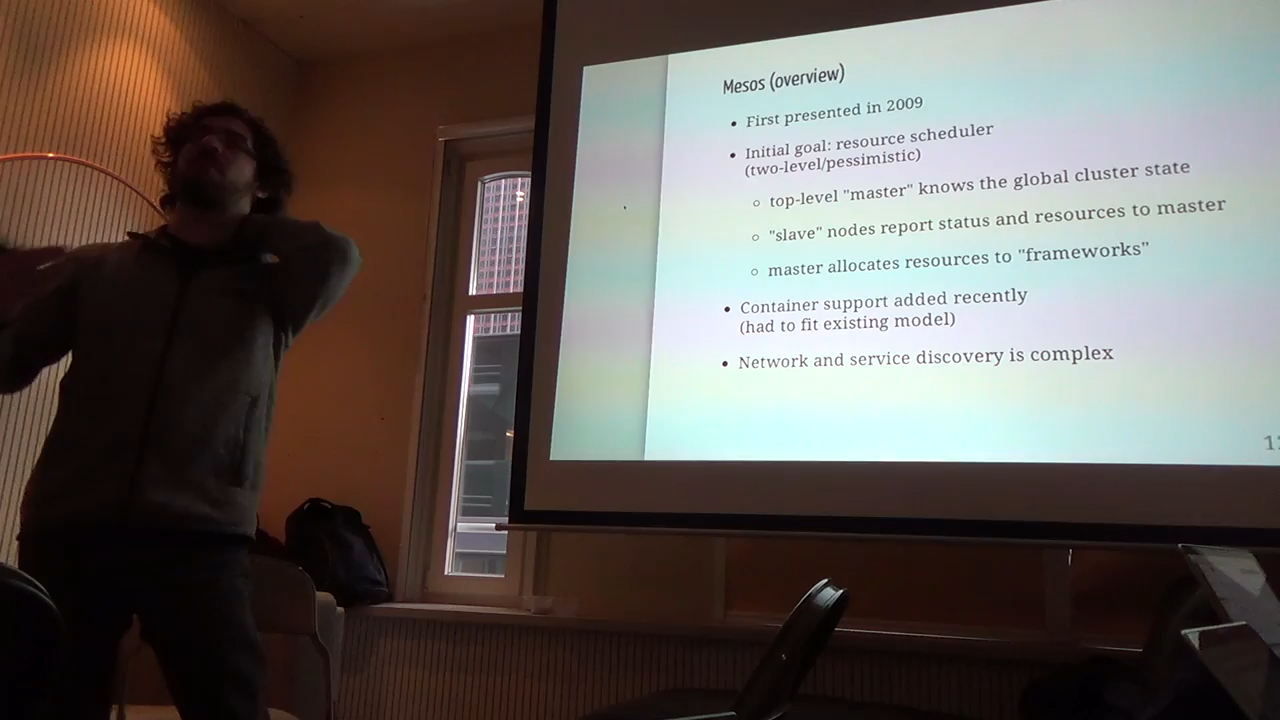 Mesos (overview)
• First presented in 2009
• Initial goal: resource scheduler
(two-level/pessimistic)
○ top-level "master" knows the global cluster state
○ "slave" nodes report status and resources to master
○ master allocates resources to "frameworks"
• Container support added recently
(had to fit existing model)
• Network and service discovery is complex